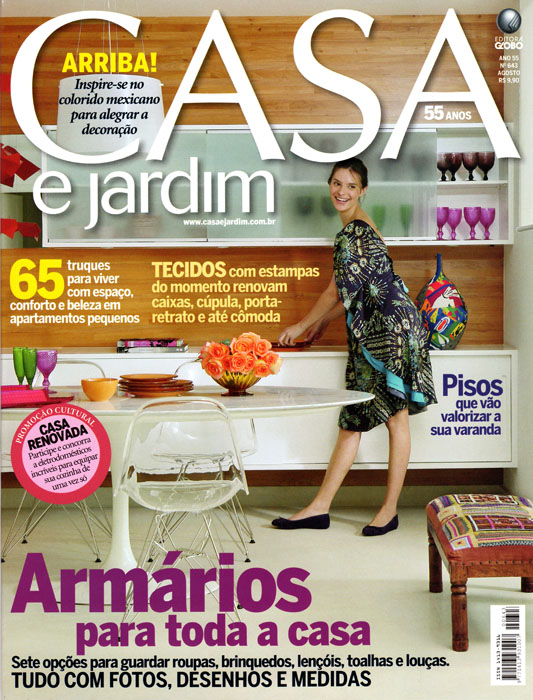 CASA
e jardim
www.casaejardim.com.br
55 ANOS
EDITORA
GLOBO
ANO 55
Nº 643
AGOSTO
R$ 9,90
ARRIBA!
Inspire-se no
colorido mexicano
para alegrar a
decoração
65 truques
para viver
com espaço,
conforto e beleza em
apartamentos pequenos
TECIDOS com estampas
do momento renovam
caixas, cúpula, porta-
retrato e até cômoda
Pisos
que vão
valorizar a
sua varanda
PROMOÇÃO CULTURAL
CASA
RENOVADA
Participe e concorra
a eletrodomésticos
incríveis para equipar
sua cozinha de
uma vez só
Armários
para toda a casa
Sete opções para guardar roupas, brinquedos, lençóis, toalhas e louças.
TUDO COM FOTOS, DESENHOS E MEDIDAS